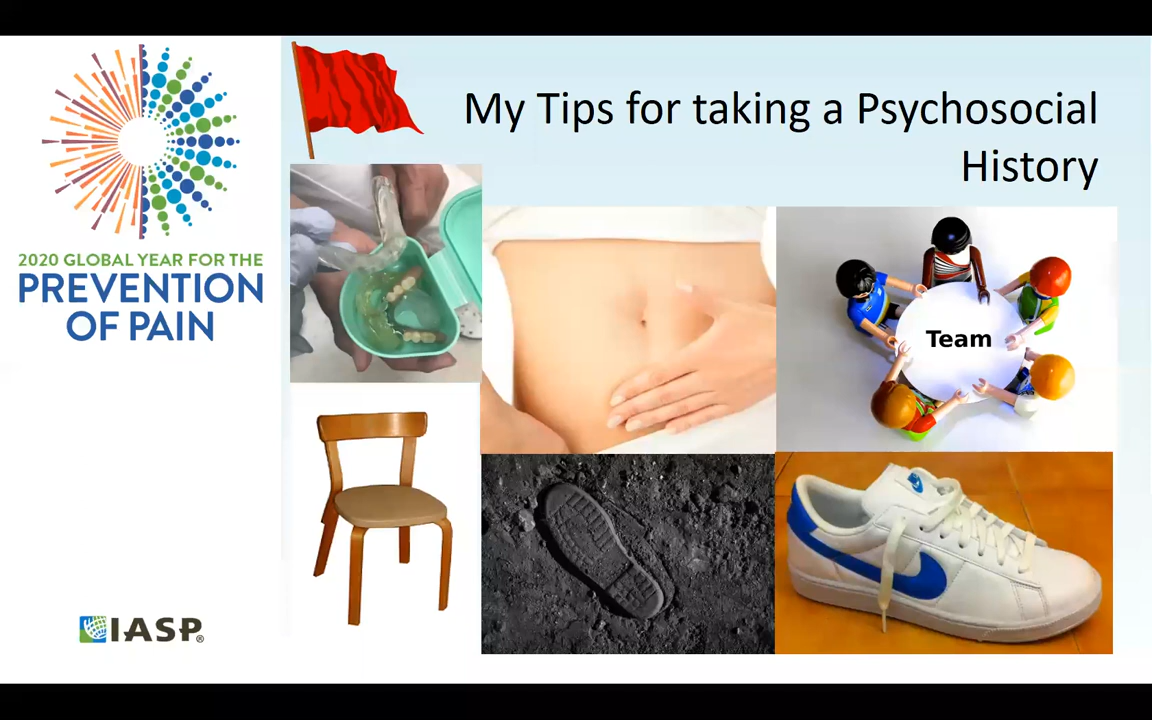 2020 GLOBAL YEAR FOR THE
PREVENTION
OF PAIN
IASP®
My Tips for taking a Psychosocial
History
Team